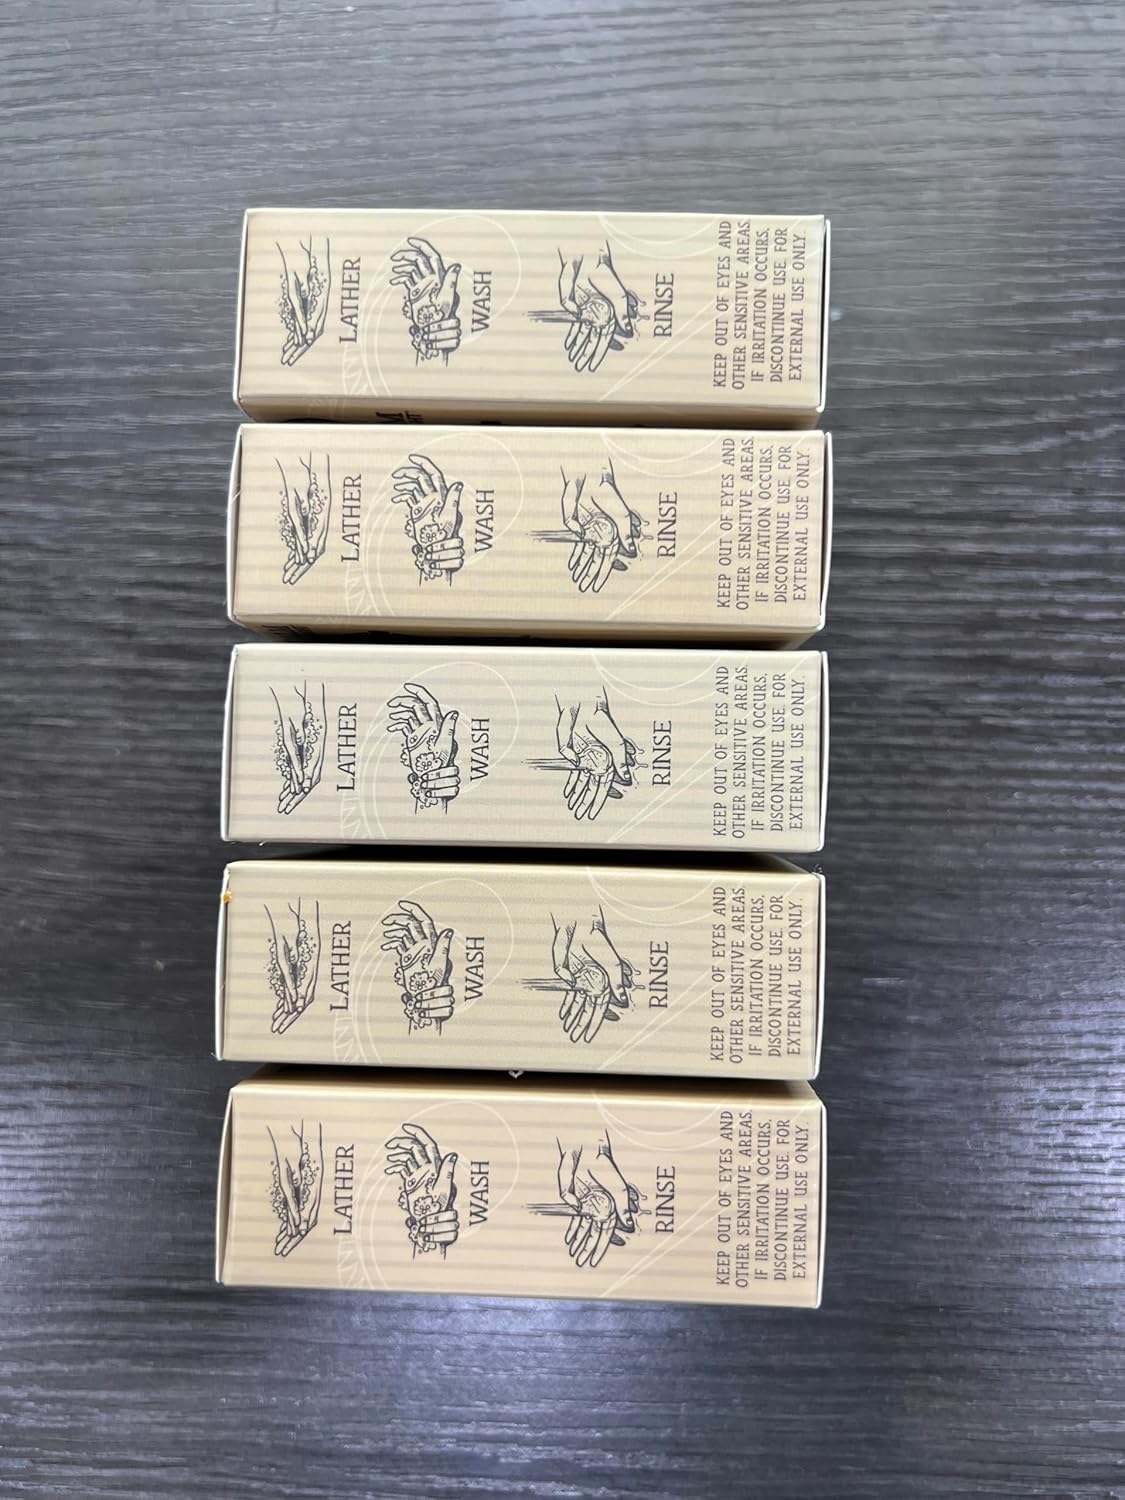 LATHER
WASH
RINSE
KEEP OUT OF EYES AND
OTHER SENSITIVE AREAS.
IF IRRITATION OCCURS,
DISCONTINUE USE. FOR
EXTERNAL USE ONLY.
LATHER
WASH
RINSE
KEEP OUT OF EYES AND
OTHER SENSITIVE AREAS.
IF IRRITATION OCCURS,
DISCONTINUE USE. FOR
EXTERNAL USE ONLY.
LATHER
WASH
RINSE
KEEP OUT OF EYES AND
OTHER SENSITIVE AREAS.
IF IRRITATION OCCURS,
DISCONTINUE USE. FOR
EXTERNAL USE ONLY.
LATHER
WASH
RINSE
KEEP OUT OF EYES AND
OTHER SENSITIVE AREAS.
IF IRRITATION OCCURS,
DISCONTINUE USE. FOR
EXTERNAL USE ONLY.
LATHER
WASH
RINSE
KEEP OUT OF EYES AND
OTHER SENSITIVE AREAS.
IF IRRITATION OCCURS,
DISCONTINUE USE. FOR
EXTERNAL USE ONLY.